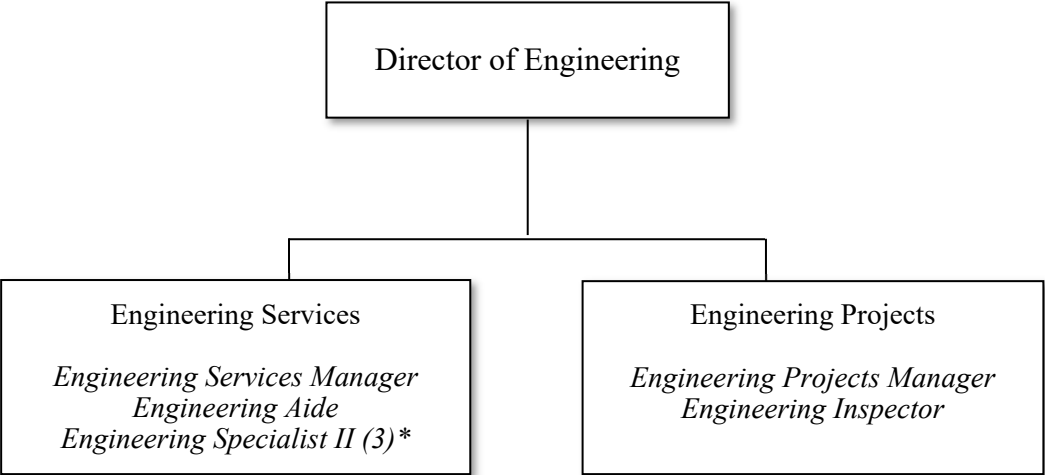 Director of Engineering
Engineering Services
Engineering Services Manager
Engineering Aide
Engineering Specialist II (3)*
Engineering Projects
Engineering Projects Manager
Engineering Inspector